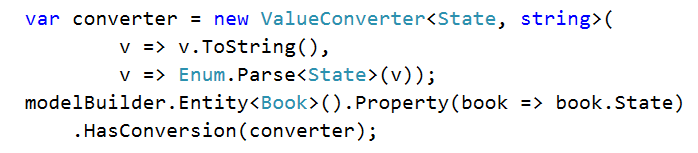 var converter = new ValueConverter<State, string>(
        v => v.ToString(),
        v => Enum.Parse<State>(v));
modelBuilder.Entity<Book>().Property(book => book.State)
    .HasConversion(converter);